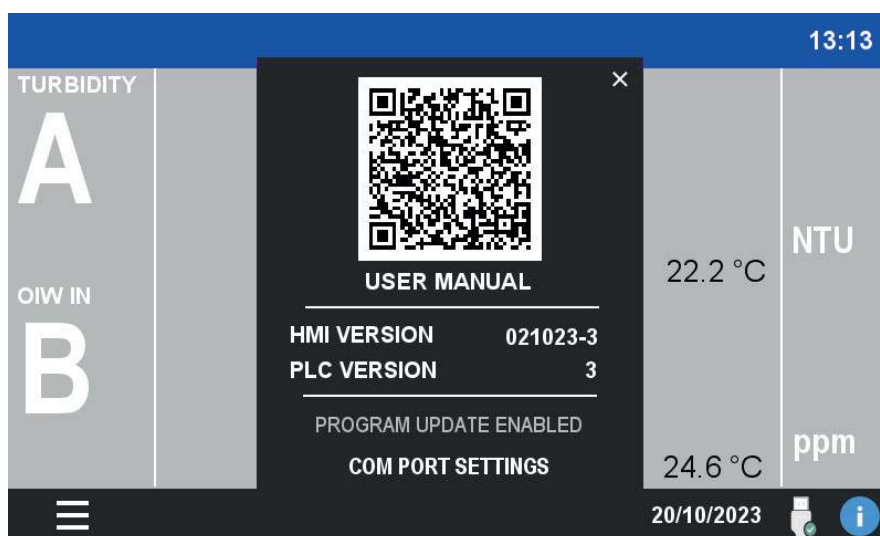 13:13
TURBIDITY
A
×
USER MANUAL
NTU
22.2 °C
OIW IN
B
HMI VERSION 021023-3
PLC VERSION 3
PROGRAM UPDATE ENABLED
COM PORT SETTINGS
24.6 °C
ppm
20/10/2023
i